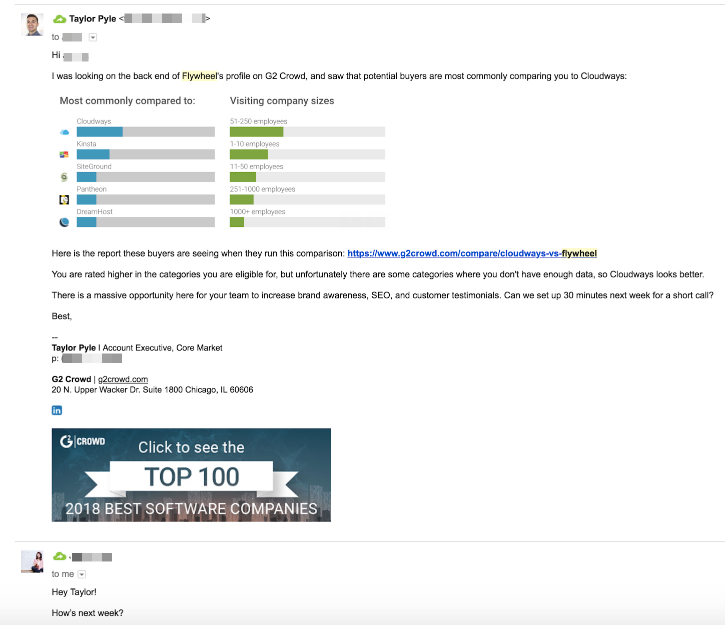 Taylor Pyle <
to
Hi
I was looking on the back end of Flywheel's profile on G2 Crowd, and saw that potential buyers are most commonly comparing you to Cloudways:
Most commonly compared to:
Visiting company sizes
Cloudways
51-250 employees
Kinsta
1-10 employees
SiteGround
11-50 employees
Pantheon
251-1000 employees
DreamHost
1000+ employees
Here is the report these buyers are seeing when they run this comparison: https://www.g2crowd.com/compare/cloudways-vs-flywheel
You are rated higher in the categories you are eligible for, but unfortunately there are some categories where you don't have enough data, so Cloudways looks better.
There is a massive opportunity here for your team to increase brand awareness, SEO, and customer testimonials. Can we set up 30 minutes next week for a short call?
Best,
--
Taylor Pyle I Account Executive, Core Market
p:
G2 Crowd | g2crowd.com
20 N. Upper Wacker Dr. Suite 1800 Chicago, IL 60606
in
G2 | CROWD
Click to see the
TOP 100
2018 BEST SOFTWARE COMPANIES
to me
Hey Taylor!
How's next week?